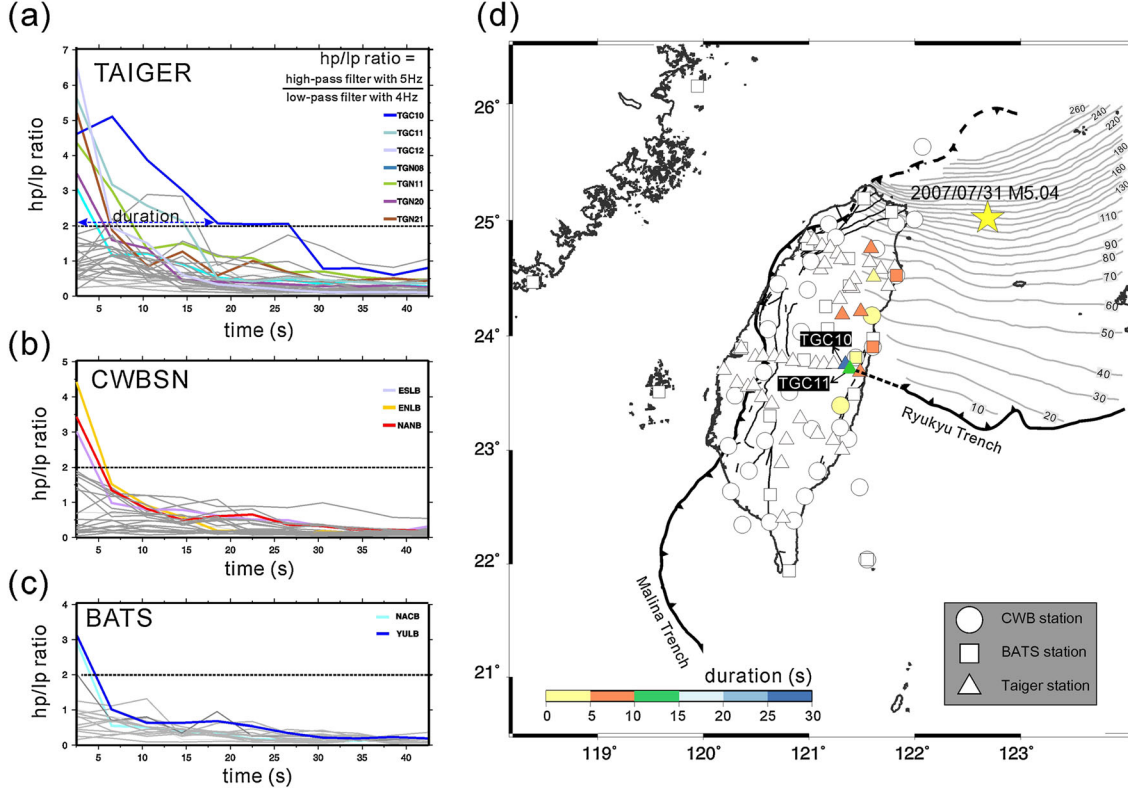 (a)
TAIGER
hp/lp ratio =
high-pass filter with 5Hz
low-pass filter with 4Hz
TGC10
TGC11
TGC12
TGN08
TGN11
TGN20
TGN21
duration
hp/lp ratio
7
6
5
4
3
2
1
0
5 10 15 20 25 30 35 40
time (s)
(b)
CWBSN
ESLB
ENLB
NANB
hp/lp ratio
5
4
3
2
1
0
5 10 15 20 25 30 35 40
time (s)
(c)
BATS
NACB
YULB
hp/lp ratio
4
3
2
1
0
5 10 15 20 25 30 35 40
time (s)
(d)
26°
25°
24°
23°
22°
21°
119° 120° 121° 122° 123°
2007/07/31 M5.04
260
240
220
180
160
130
110
90
80
70
60
50
40
30
20
10
10
20
30
TGC10
TGC11
Ryukyu Trench
Malina Trench
CWB station
BATS station
Taiger station
duration (s)
0 5 10 15 20 25 30